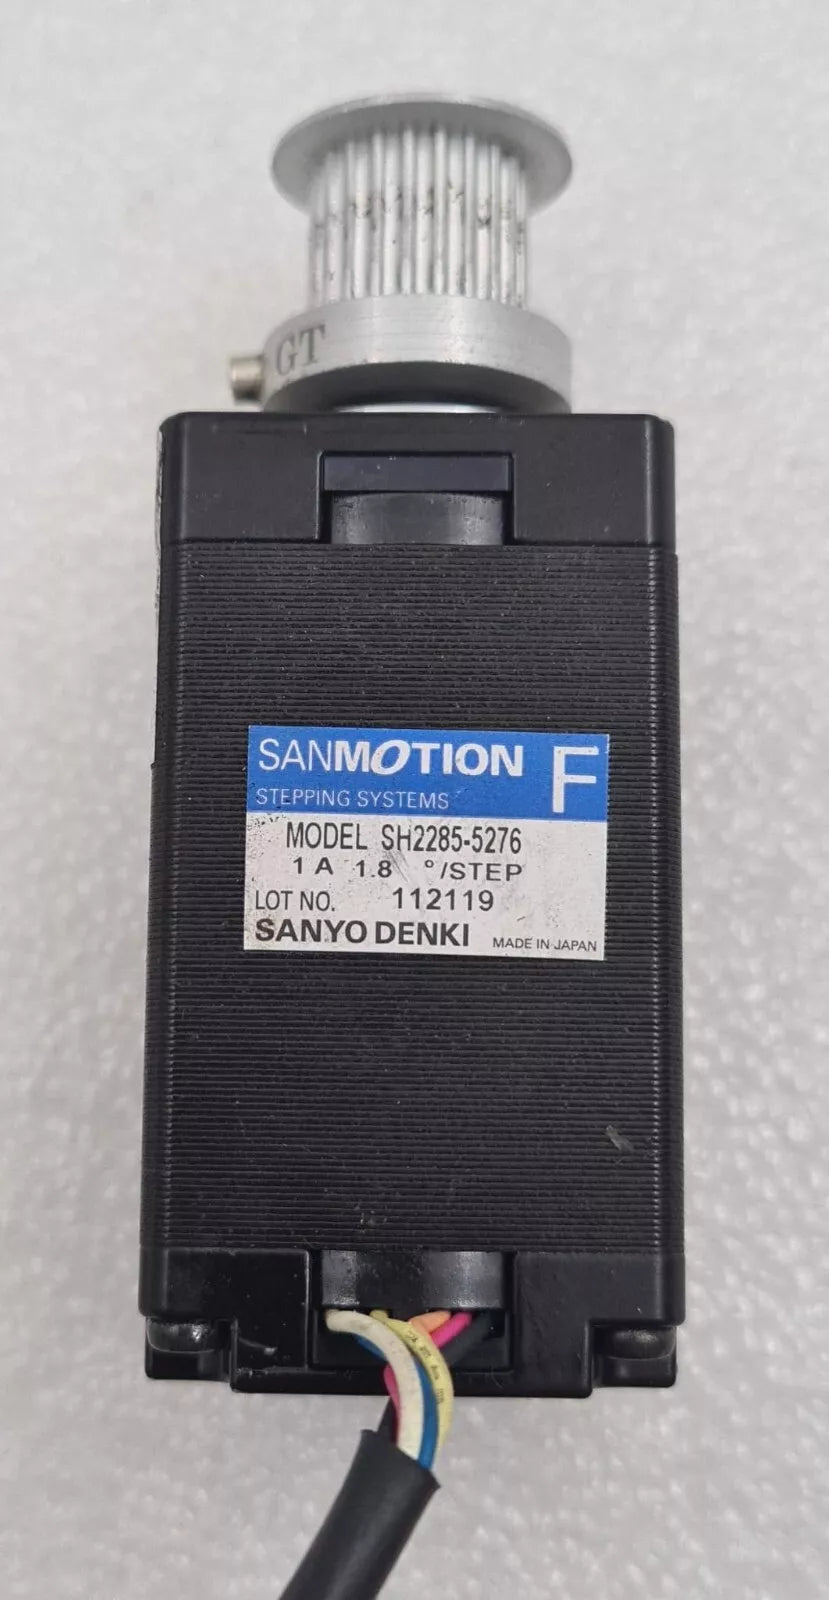 GT
SANMOTION F
STEPPING SYSTEMS
MODEL SH2285-5276
1 A 1.8 °/STEP
LOT NO. 112119
SANYO DENKI MADE IN JAPAN